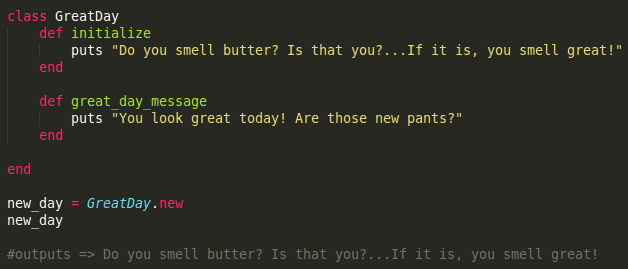 class GreatDay
    def initialize
        puts "Do you smell butter? Is that you?...If it is, you smell great!"
    end

    def great_day_message
        puts "You look great today! Are those new pants?"
    end

end

new_day = GreatDay.new
new_day

#outputs => Do you smell butter? Is that you?...If it is, you smell great!